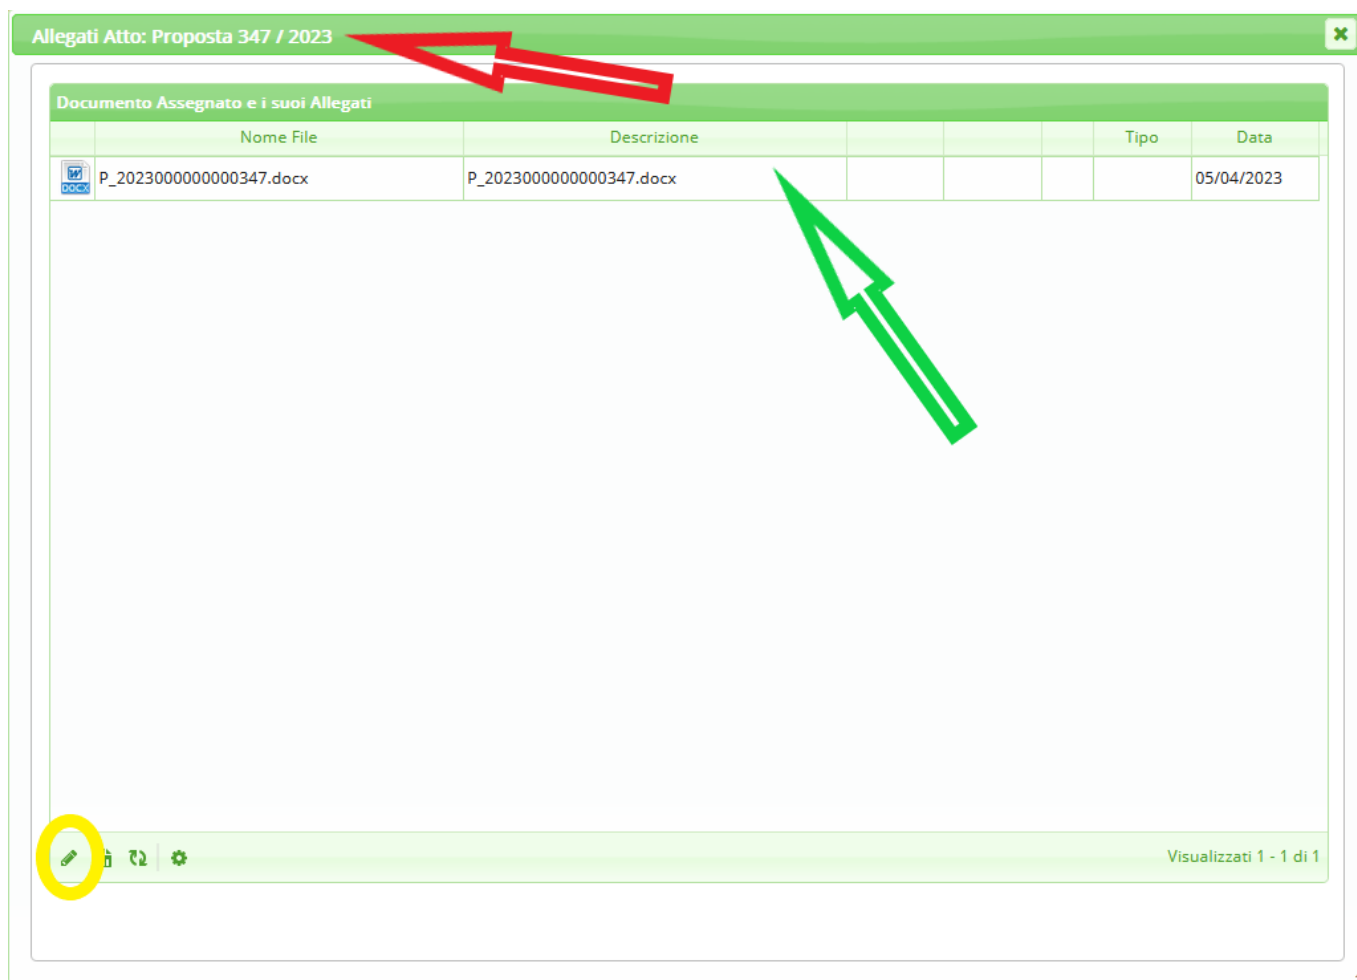 Allegati Atto: Proposta 347 / 2023
Documento Assegnato e i suoi Allegati
Nome File Descrizione Tipo Data
W DOCX P_2023000000000347.docx P_2023000000000347.docx 05/04/2023
Visualizzati 1 - 1 di 1